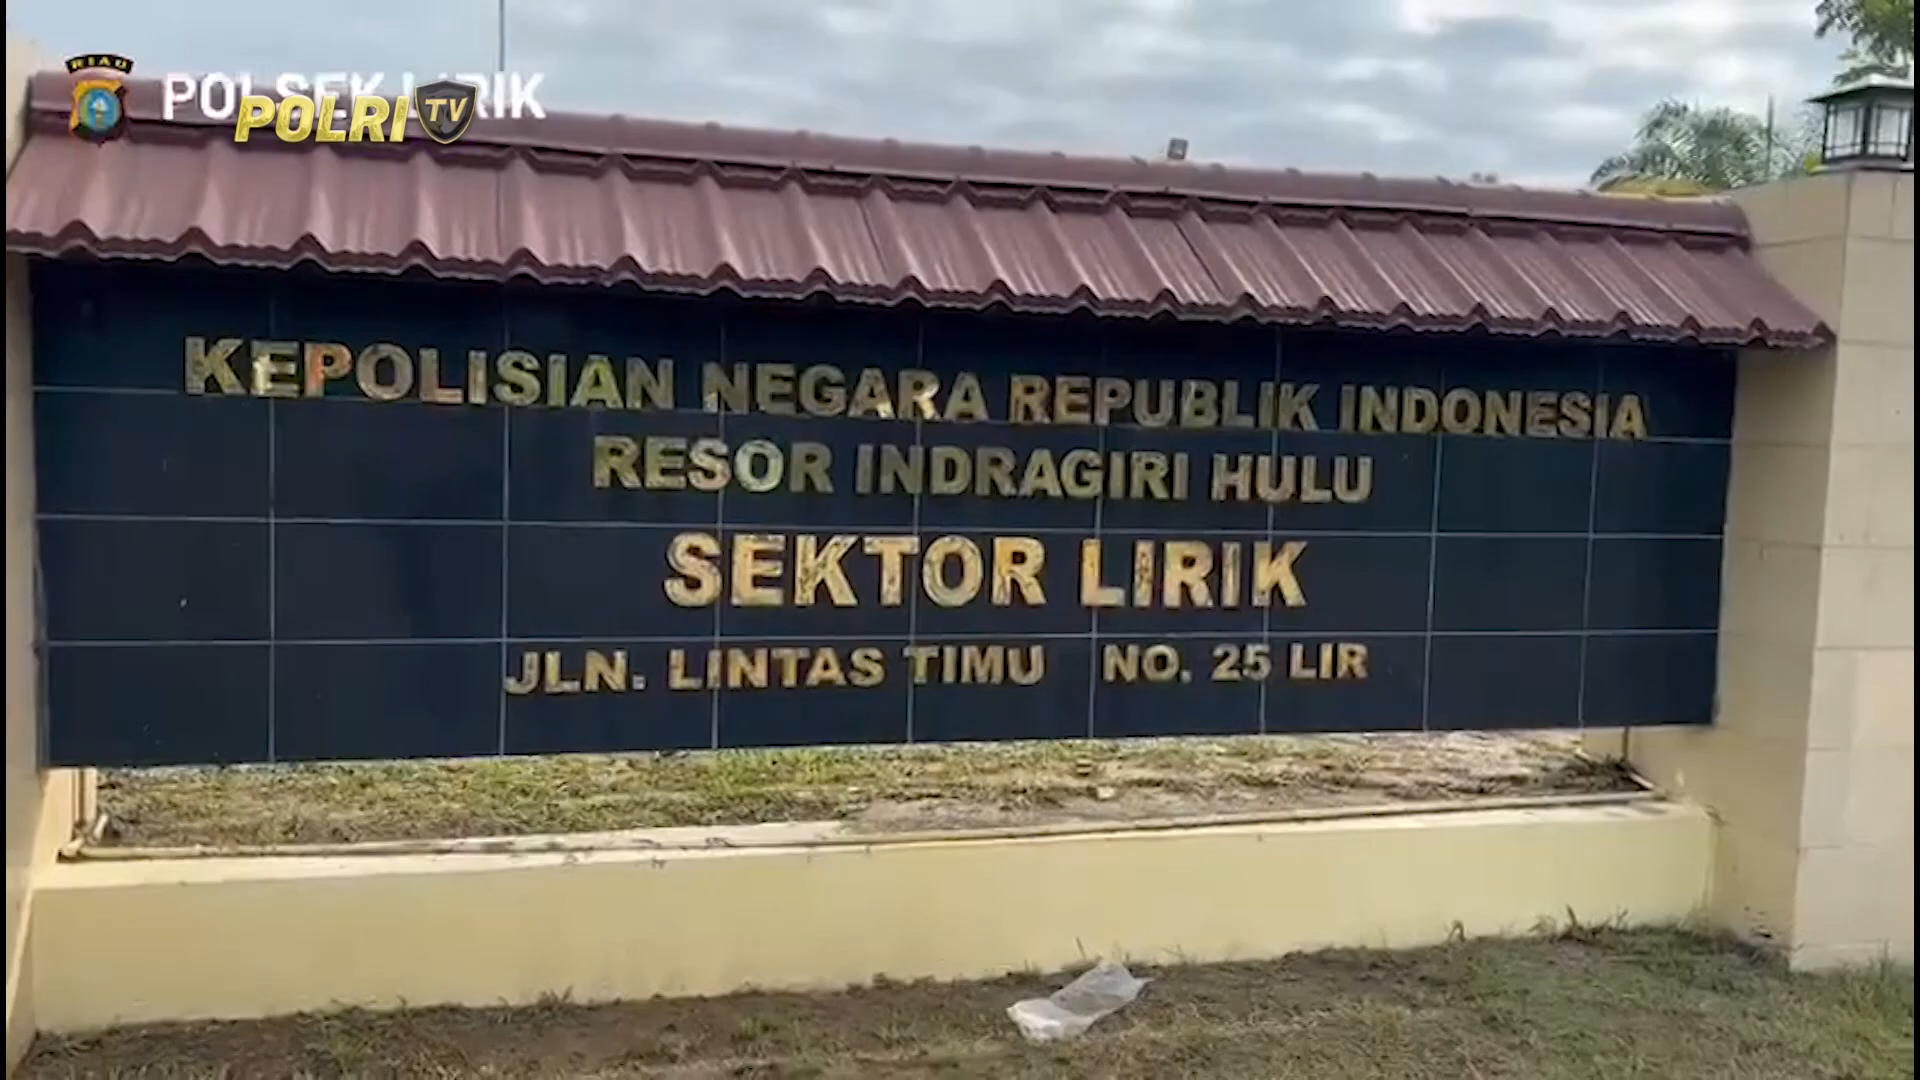 RIAU
POLSEK LIRIK
POLRI TV
KEPOLISIAN NEGARA REPUBLIK INDONESIA
RESOR INDRAGIRI HULU
SEKTOR LIRIK
JLN. LINTAS TIMU NO. 25 LIR